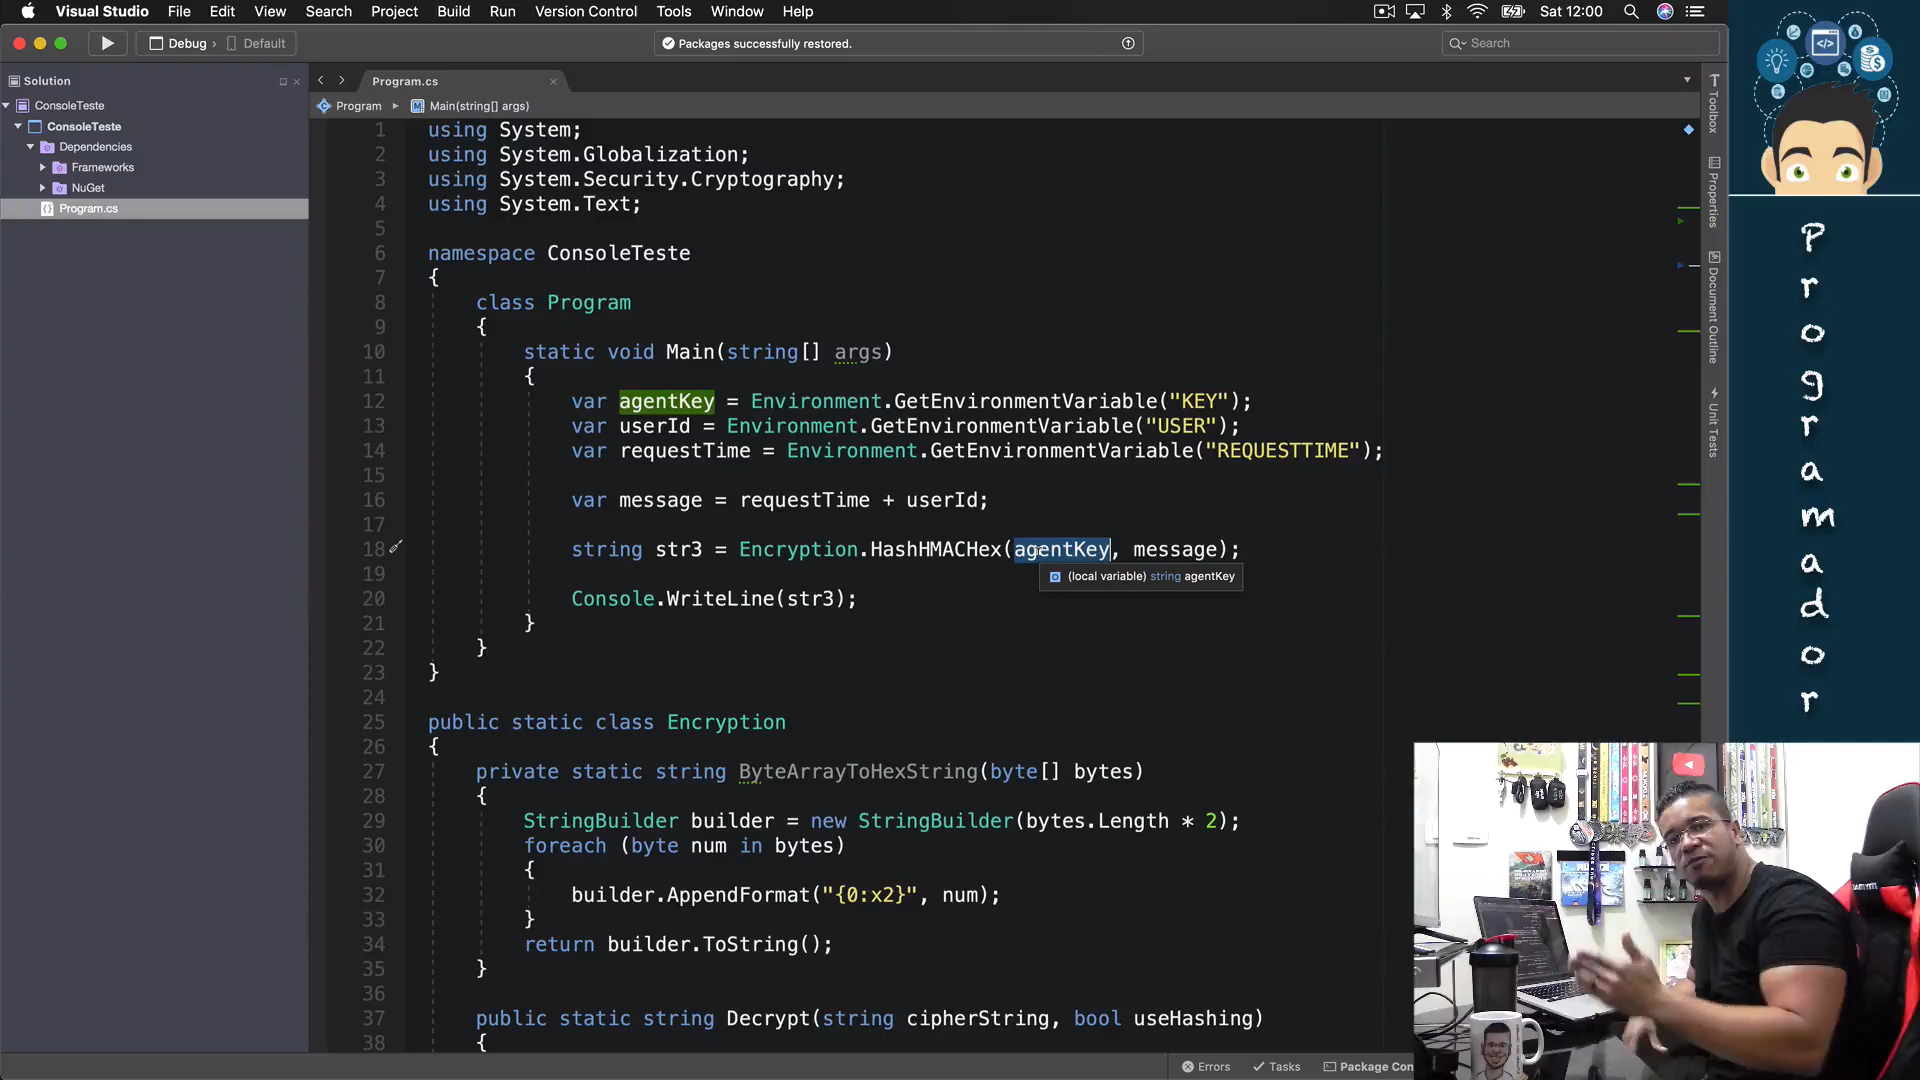 Visual Studio File Edit View Search Project Build Run Version Control Tools Window Help Sat 12:00
Debug › Default Packages successfully restored. Search
Solution Program.cs
ConsoleTeste Program Main(string[] args)
ConsoleTeste
Dependencies
Frameworks
NuGet
Program.cs
1 using System;
2 using System.Globalization;
3 using System.Security.Cryptography;
4 using System.Text;
5
6 namespace ConsoleTeste
7 {
8 class Program
9 {
10 static void Main(string[] args)
11 {
12 var agentKey = Environment.GetEnvironmentVariable("KEY");
13 var userId = Environment.GetEnvironmentVariable("USER");
14 var requestTime = Environment.GetEnvironmentVariable("REQUESTTIME");
15
16 var message = requestTime + userId;
17
18 string str3 = Encryption.HashHMACHex(agentKey, message);
(local variable) string agentKey
19
20 Console.WriteLine(str3);
21 }
22 }
23 }
24
25 public static class Encryption
26 {
27 private static string ByteArrayToHexString(byte[] bytes)
28 {
29 StringBuilder builder = new StringBuilder(bytes.Length * 2);
30 foreach (byte num in bytes)
31 {
32 builder.AppendFormat("{0:x2}", num);
33 }
34 return builder.ToString();
35 }
36
37 public static string Decrypt(string cipherString, bool useHashing)
38 {
Errors Tasks Package Con
Toolbox
Properties
Document Outline
Unit Tests
</>
Programador